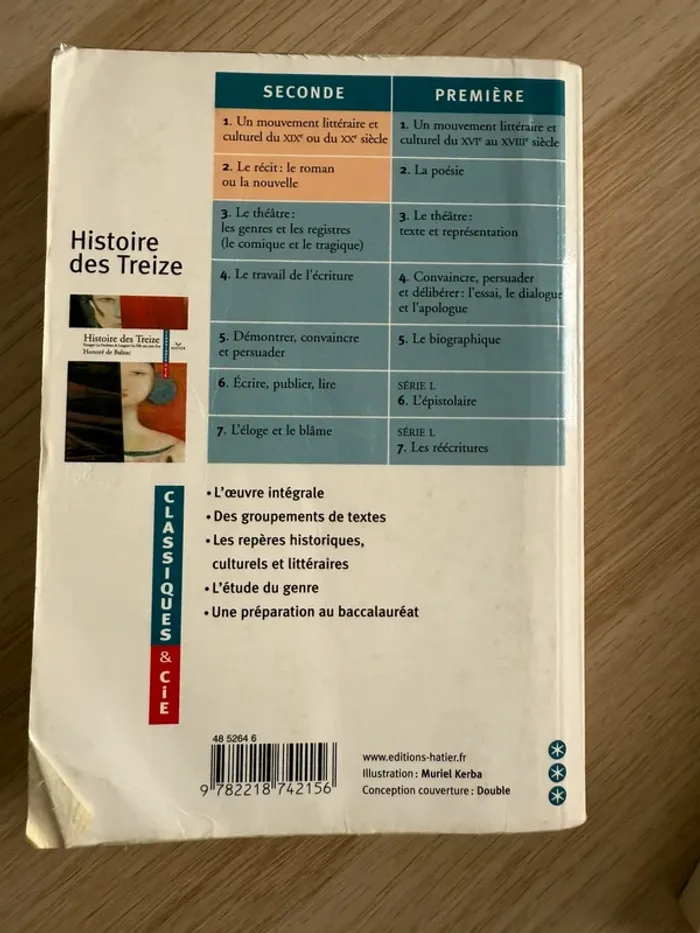 SECONDE
PREMIÈRE
1. Un mouvement littéraire et
culturel du XIXe ou du XXe siècle
1. Un mouvement littéraire et
culturel du XVIe au XVIIIe siècle
2. Le récit : le roman
ou la nouvelle
2. La poésie
3. Le théâtre :
les genres et les registres
(le comique et le tragique)
3. Le théâtre :
texte et représentation
4. Le travail de l'écriture
4. Convaincre, persuader
et délibérer : l'essai, le dialogue
et l'apologue
5. Démontrer, convaincre
et persuader
5. Le biographique
6. Écrire, publier, lire
SÉRIE L
6. L'épistolaire
7. L'éloge et le blâme
SÉRIE L
7. Les réécritures
Histoire
des Treize
Histoire des Treize
Honoré de Balzac
HATIER
CLASSIQUES & CiE
• L'œuvre intégrale
• Des groupements de textes
• Les repères historiques,
culturels et littéraires
• L'étude du genre
• Une préparation au baccalauréat
48 5264 6
9 782218 742156
www.editions-hatier.fr
Illustration : Muriel Kerba
Conception couverture : Double